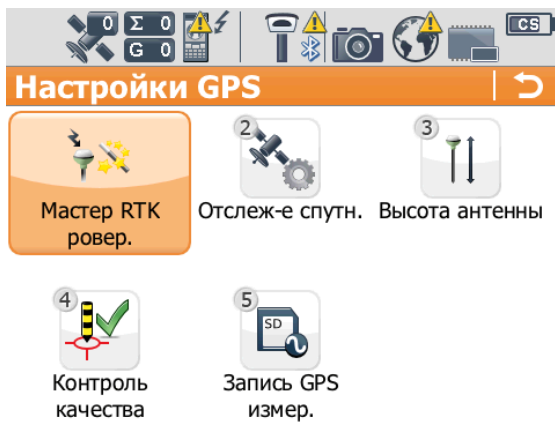 0 Σ 0 CS
G 0
Настройки GPS
2 3
Мастер RTK ровер. Отслеж-е спутн. Высота антенны
4 5
SD
Контроль качества Запись GPS измер.